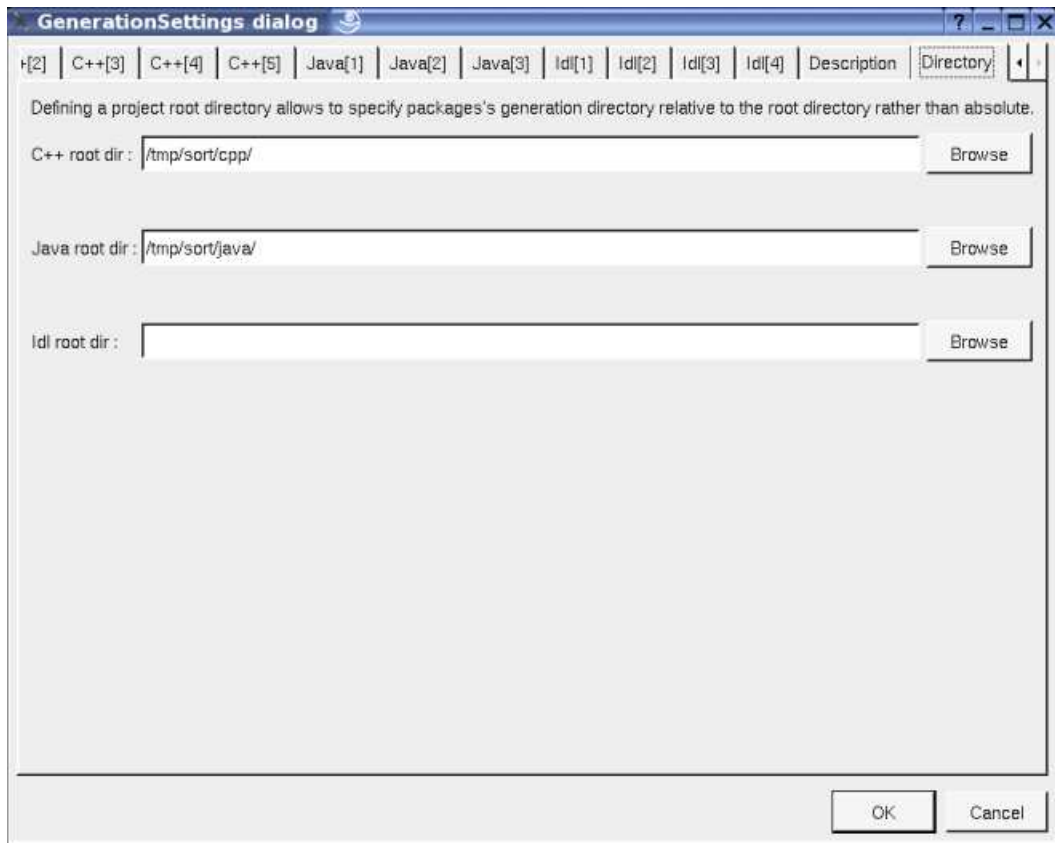 GenerationSettings dialog
+[2] C++[3] C++[4] C++[5] Java[1] Java[2] Java[3] Idl[1] Idl[2] Idl[3] Idl[4] Description Directory
Defining a project root directory allows to specify packages's generation directory relative to the root directory rather than absolute.
C++ root dir : /tmp/sort/cpp/ Browse
Java root dir : /tmp/sort/java/ Browse
Idl root dir : Browse
OK Cancel